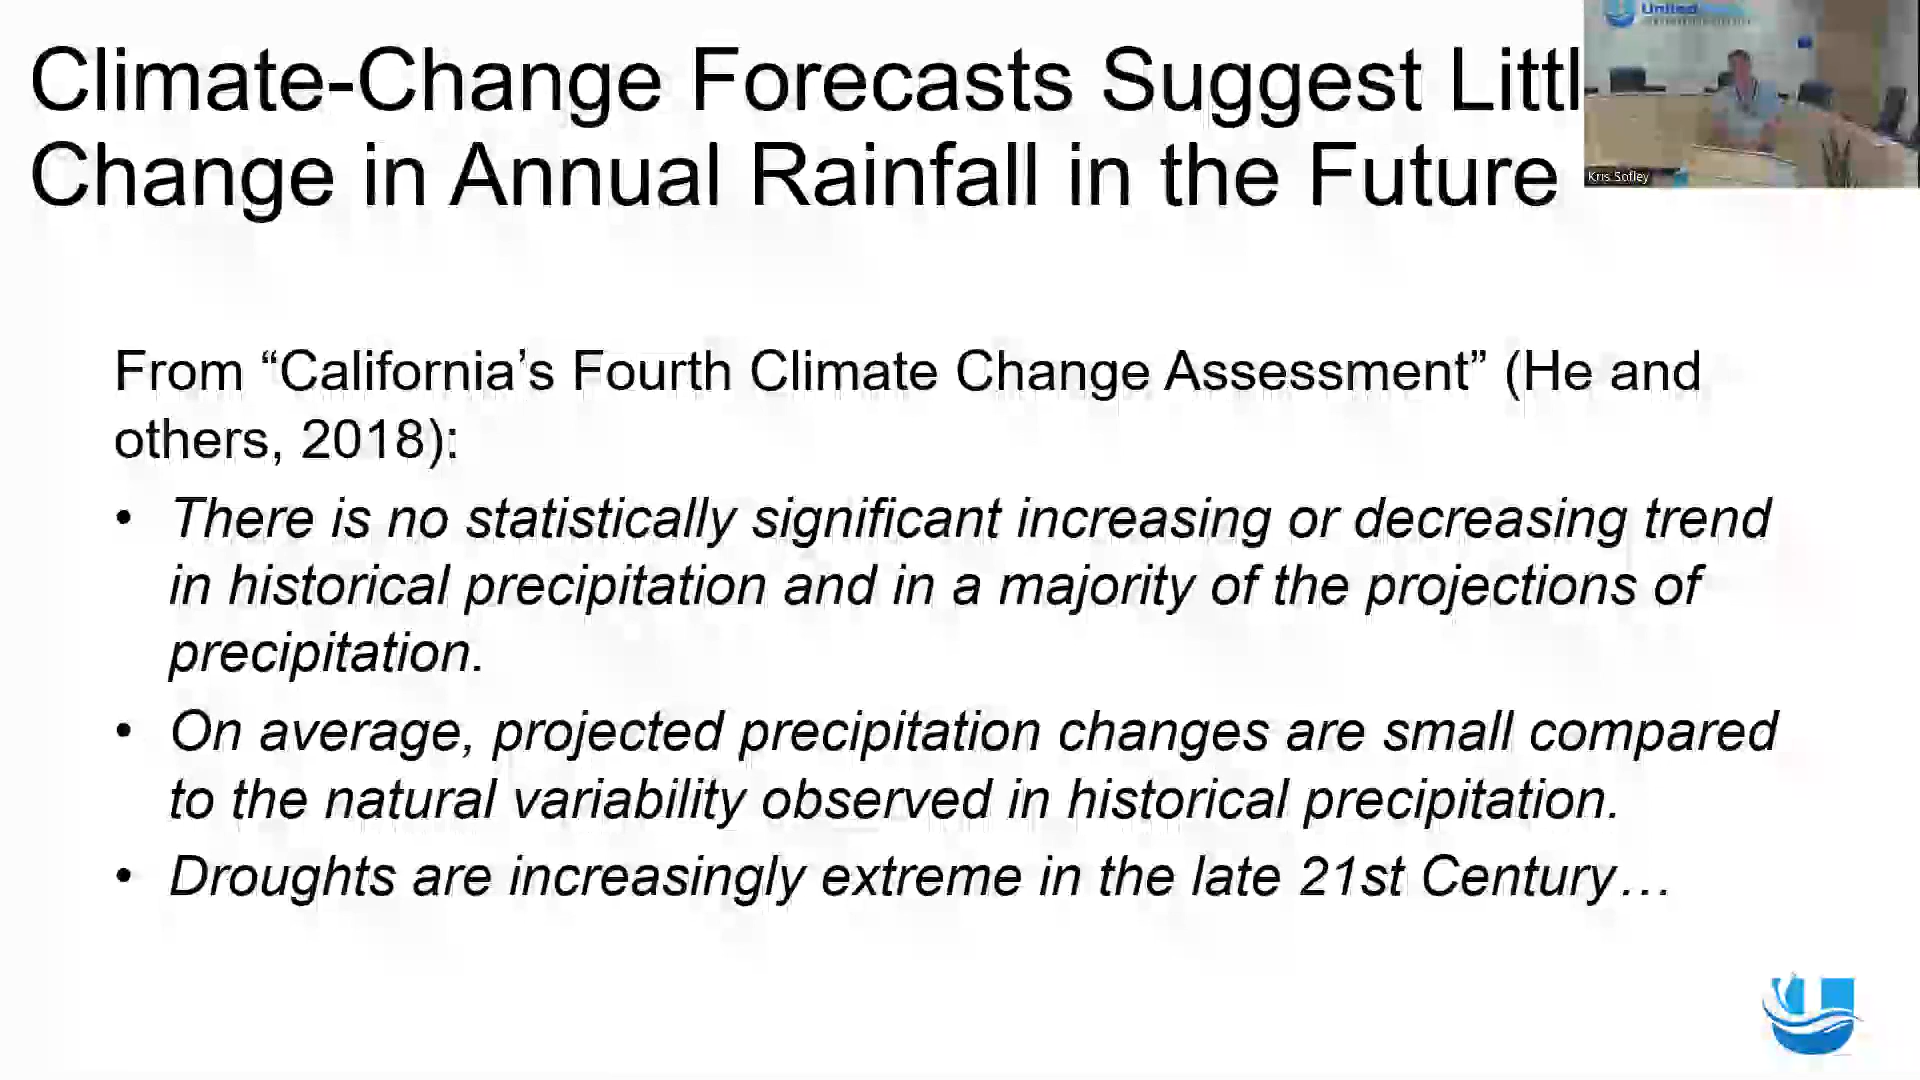 Climate-Change Forecasts Suggest Littl
Change in Annual Rainfall in the Future
United
Kris Sofley
From “California’s Fourth Climate Change Assessment” (He and
others, 2018):
• There is no statistically significant increasing or decreasing trend
in historical precipitation and in a majority of the projections of
precipitation.
• On average, projected precipitation changes are small compared
to the natural variability observed in historical precipitation.
• Droughts are increasingly extreme in the late 21st Century…